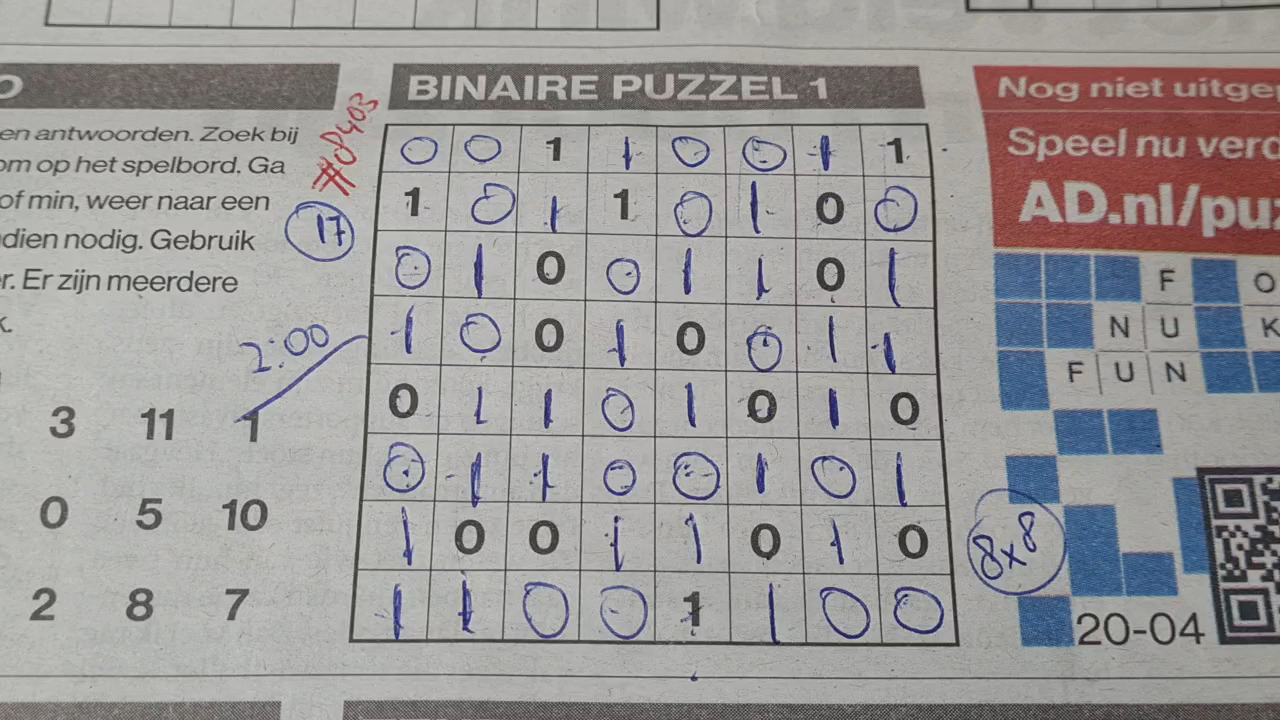 O
en antwoorden. Zoek bij
om op het spelbord. Ga
of min, weer naar een
dien nodig. Gebruik
r. Er zijn meerdere
k.
#0403
17
2:00
3 11 1
0 5 10
2 8 7
BINAIRE PUZZEL 1
0 0 1 1 0 0 1 1
1 0 1 1 0 1 0 0
0 1 0 0 1 1 0 1
1 0 0 1 0 0 1 1
0 1 1 0 1 0 1 0
0 1 1 0 0 1 0 1
1 0 0 1 1 0 1 0
1 1 0 0 1 1 0 0
8x8
Nog niet uitge
Speel nu verd
AD.nl/puz
F O
N U K
F U N
20-04